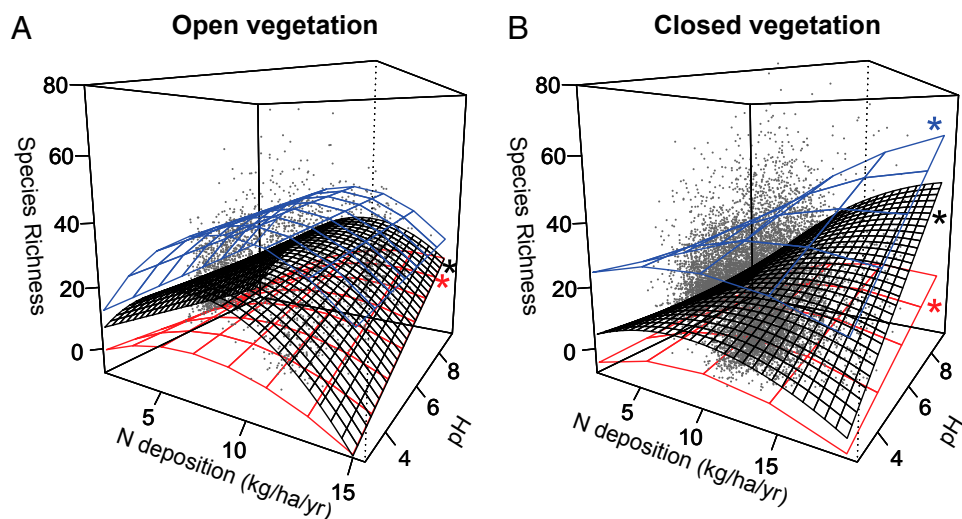 A
Open vegetation
80
60
40
20
0
Species Richness
5
10
15
N deposition (kg/ha/yr)
4
6
8
pH
*
*
B
Closed vegetation
80
60
40
20
0
Species Richness
5
10
15
N deposition (kg/ha/yr)
4
6
8
pH
*
*
*